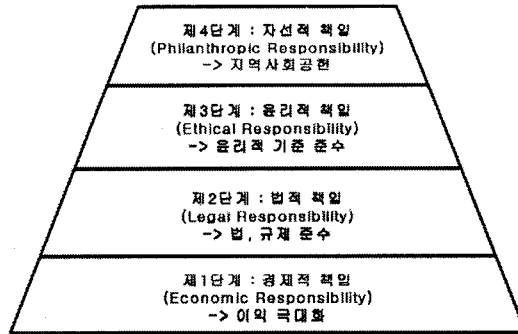 제4단계 : 자선적 책임
(Philanthropic Responsibility)
-> 지역사회공헌
제3단계 : 윤리적 책임
(Ethical Responsibility)
-> 윤리적 기준 준수
제2단계 : 법적 책임
(Legal Responsibility)
-> 법, 규제 준수
제1단계 : 경제적 책임
(Economic Responsibility)
-> 이익 극대화